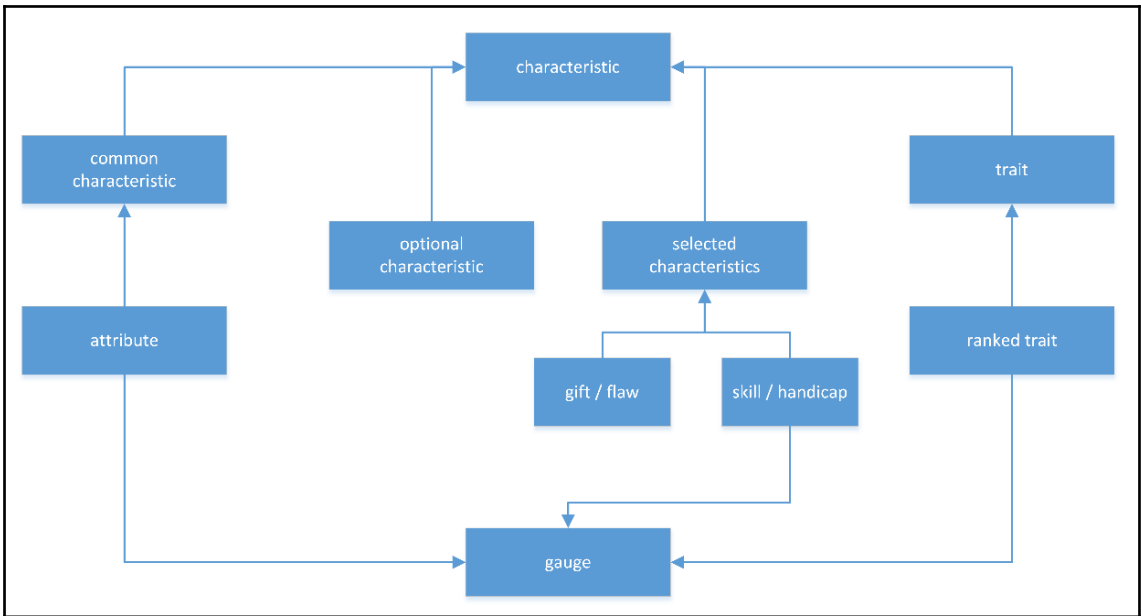 characteristic
common
characteristic
trait
optional
characteristic
selected
characteristics
attribute
ranked trait
gift / flaw
skill / handicap
gauge